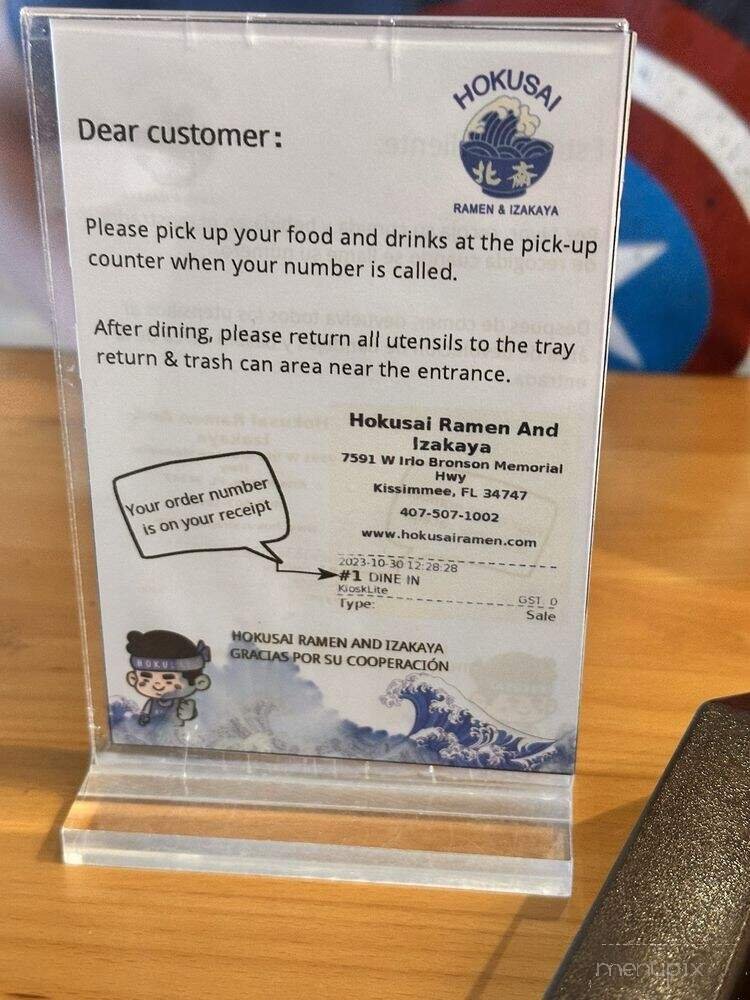 HOKUSAI
北斎
RAMEN & IZAKAYA
Dear customer:
Please pick up your food and drinks at the pick-up
counter when your number is called.
After dining, please return all utensils to the tray
return & trash can area near the entrance.
Hokusai Ramen And
Izakaya
7591 W Irlo Bronson Memorial
Hwy
Kissimmee, FL 34747
407-507-1002
www.hokusairamen.com
Your order number
is on your receipt
2023-10-30 12:28:28
#1 DINE IN
KioskLite GST: 0
Type: Sale
HOKUSAI RAMEN AND IZAKAYA
GRACIAS POR SU COOPERACIÓN
HOKUSAI
menupix